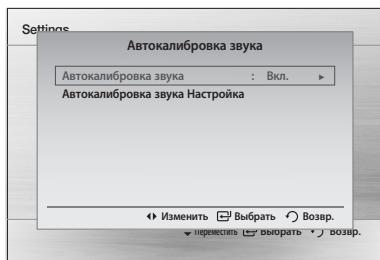 Settings
Автокалибровка звука
Автокалибровка звука : Вкл. ►
Автокалибровка звука Настройка
◄► Изменить Выбрать Возвр.
Переместить Выбрать Возвр.